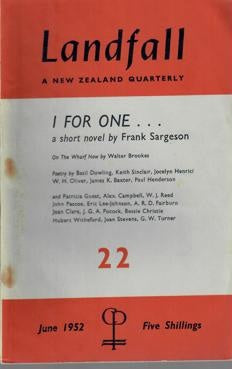 Landfall
A NEW ZEALAND QUARTERLY
I FOR ONE . . .
a short novel by Frank Sargeson
On The Wharf Now by Walter Brookes
Poetry by Basil Dowling, Keith Sinclair, Jocelyn Henrici
W. H. Oliver, James K. Baxter, Paul Henderson
and Patricia Guest, Alex. Campbell, W. J. Reed
John Pascoe, Eric Lee-Johnson, A. R. D. Fairburn
Joan Clare, J. G. A. Pocock, Bessie Christie
Hubert Witheford, Joan Stevens, G. W. Turner
22
June 1952
Five Shillings